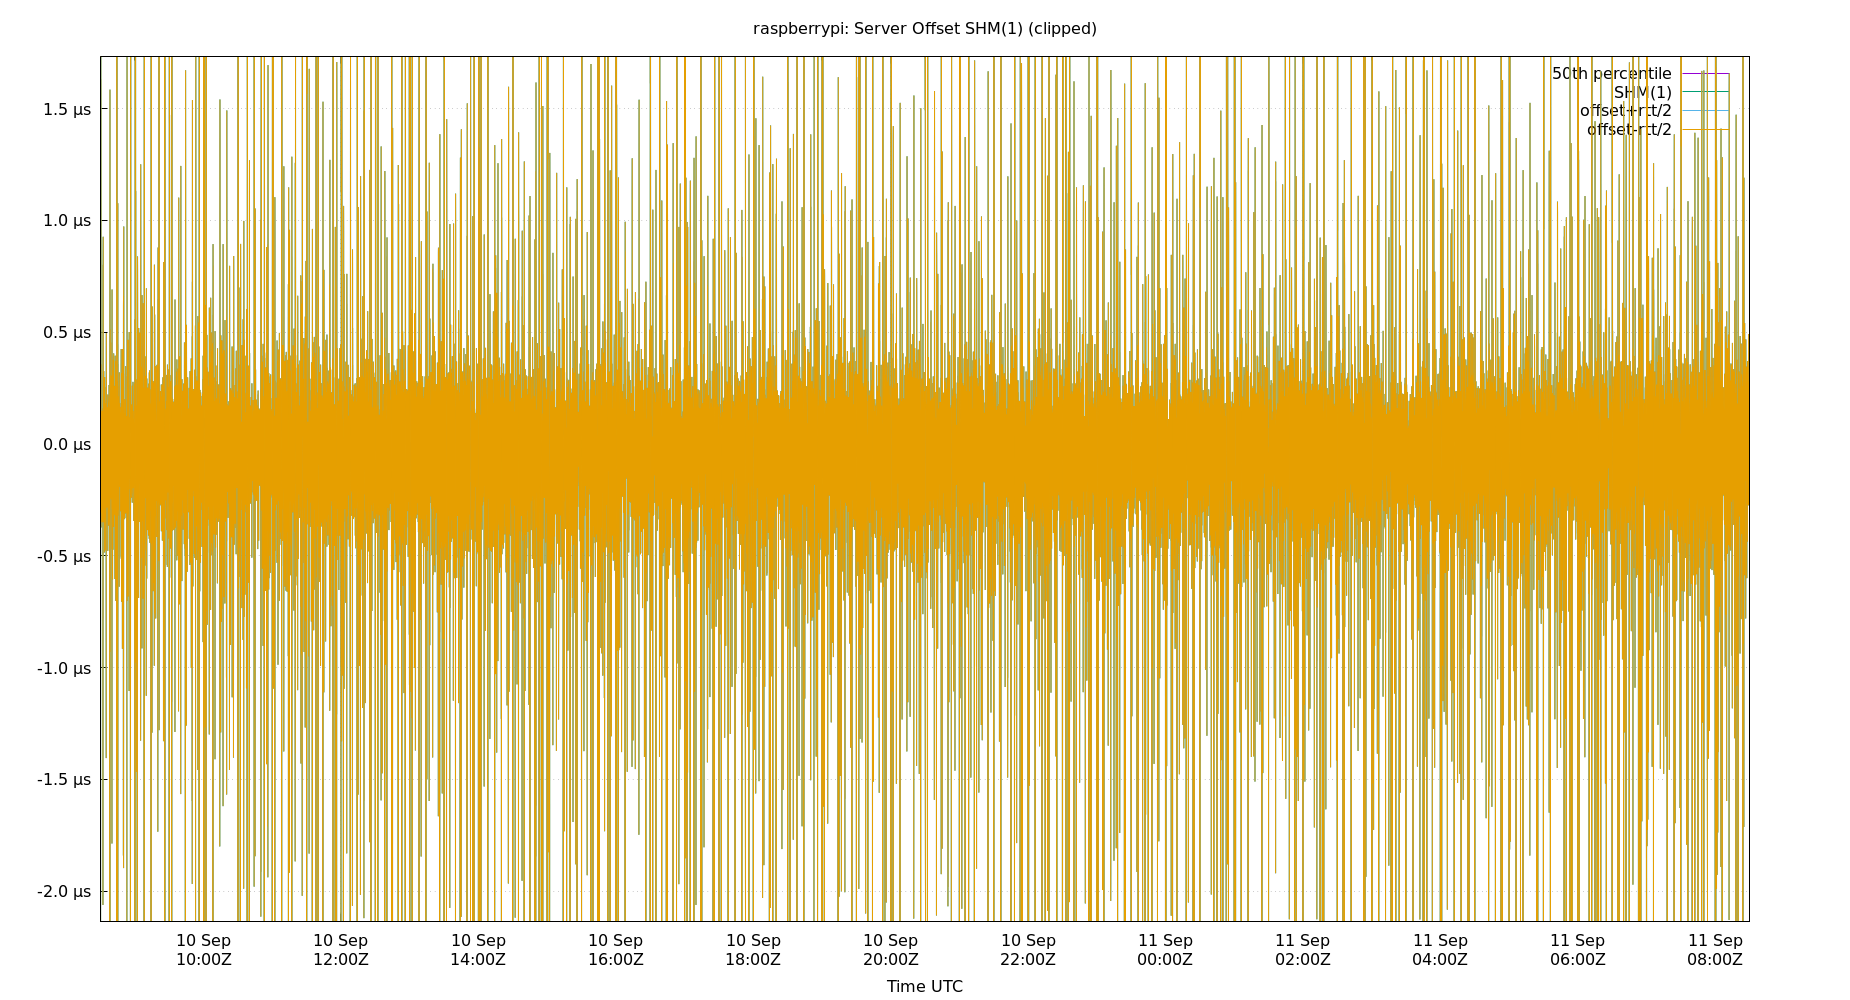 raspberrypi: Server Offset SHM(1) (clipped)
50th percentile
SHM(1)
offset+rtt/2
offset-rtt/2
1.5 µs
1.0 µs
0.5 µs
0.0 µs
-0.5 µs
-1.0 µs
-1.5 µs
-2.0 µs
10 Sep 10 Sep 10 Sep 10 Sep 10 Sep 10 Sep 10 Sep 11 Sep 11 Sep 11 Sep 11 Sep 11 Sep
10:00Z 12:00Z 14:00Z 16:00Z 18:00Z 20:00Z 22:00Z 00:00Z 02:00Z 04:00Z 06:00Z 08:00Z
Time UTC